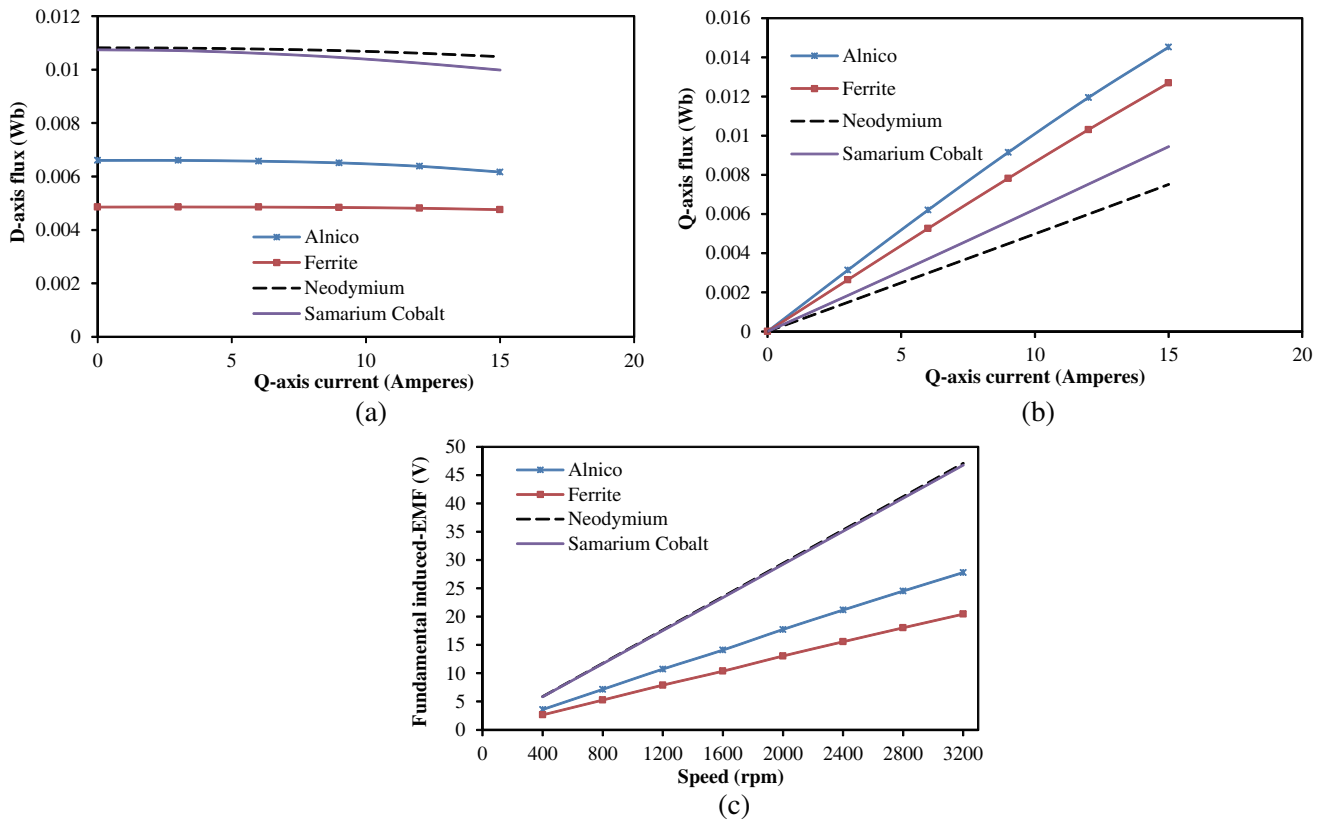 0.012
0.01
0.008
0.006
0.004
0.002
0
D-axis flux (Wb)
Alnico
Ferrite
Neodymium
Samarium Cobalt
0 5 10 15 20
Q-axis current (Amperes)
(a)
0.016
0.014
0.012
0.01
0.008
0.006
0.004
0.002
0
Q-axis flux (Wb)
Alnico
Ferrite
Neodymium
Samarium Cobalt
0 5 10 15 20
Q-axis current (Amperes)
(b)
50
45
40
35
30
25
20
15
10
5
0
Fundamental induced-EMF (V)
Alnico
Ferrite
Neodymium
Samarium Cobalt
0 400 800 1200 1600 2000 2400 2800 3200
Speed (rpm)
(c)